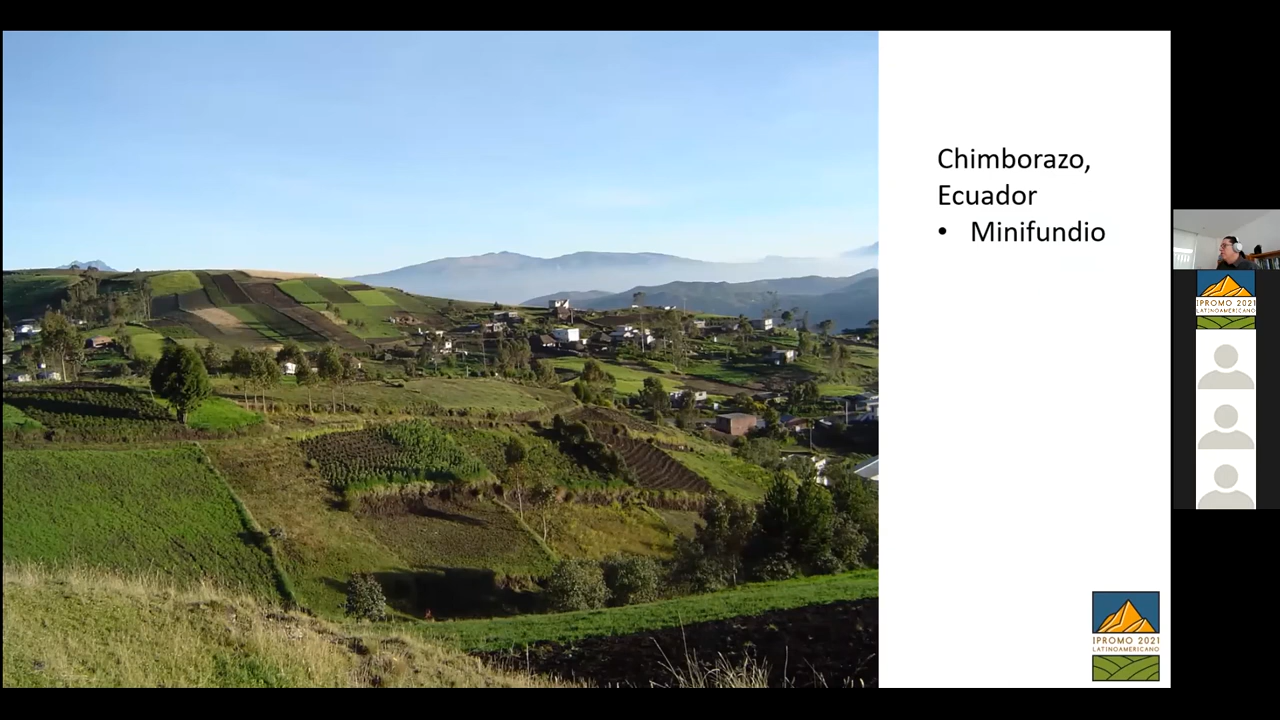 Chimborazo,
Ecuador
• Minifundio
IPROMO 2021
LATINOAMERICANO
IPROMO 2021
LATINOAMERICANO